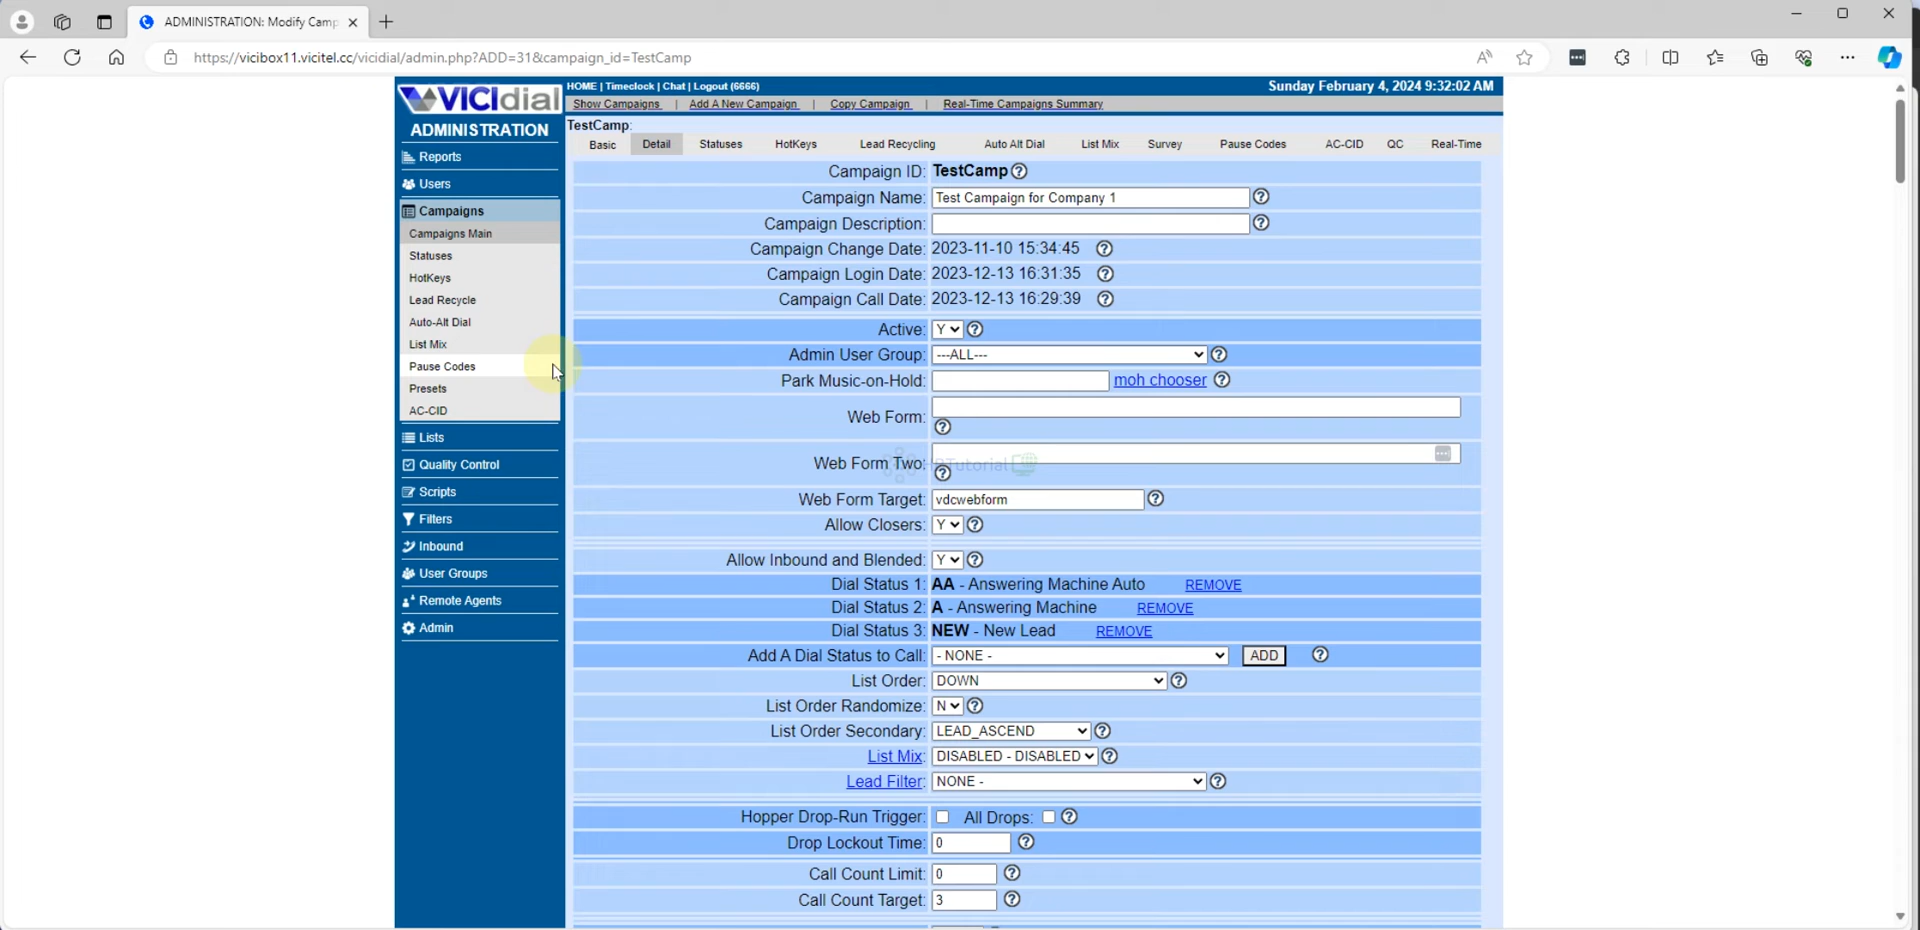 ADMINISTRATION: Modify Camp
https://vicibox11.vicitel.cc/vicidial/admin.php?ADD=31&campaign_id=TestCamp
VICIdial
HOME | Timeclock | Chat | Logout (6666)
Sunday February 4, 2024 9:32:02 AM
Show Campaigns | Add A New Campaign | Copy Campaign | Real-Time Campaigns Summary
ADMINISTRATION
Reports
Users
Campaigns
Campaigns Main
Statuses
HotKeys
Lead Recycle
Auto-Alt Dial
List Mix
Pause Codes
Presets
AC-CID
Lists
Quality Control
Scripts
Filters
Inbound
User Groups
Remote Agents
Admin
TestCamp:
Basic Detail Statuses HotKeys Lead Recycling Auto Alt Dial List Mix Survey Pause Codes AC-CID QC Real-Time
Campaign ID: TestCamp
Campaign Name: Test Campaign for Company 1
Campaign Description:
Campaign Change Date: 2023-11-10 15:34:45
Campaign Login Date: 2023-12-13 16:31:35
Campaign Call Date: 2023-12-13 16:29:39
Active: Y
Admin User Group: ---ALL---
Park Music-on-Hold: moh chooser
Web Form:
Web Form Two:
Web Form Target: vdcwebform
Allow Closers: Y
Allow Inbound and Blended: Y
Dial Status 1: AA - Answering Machine Auto REMOVE
Dial Status 2: A - Answering Machine REMOVE
Dial Status 3: NEW - New Lead REMOVE
Add A Dial Status to Call: - NONE - ADD
List Order: DOWN
List Order Randomize: N
List Order Secondary: LEAD_ASCEND
List Mix: DISABLED - DISABLED
Lead Filter: NONE -
Hopper Drop-Run Trigger: All Drops:
Drop Lockout Time: 0
Call Count Limit: 0
Call Count Target: 3